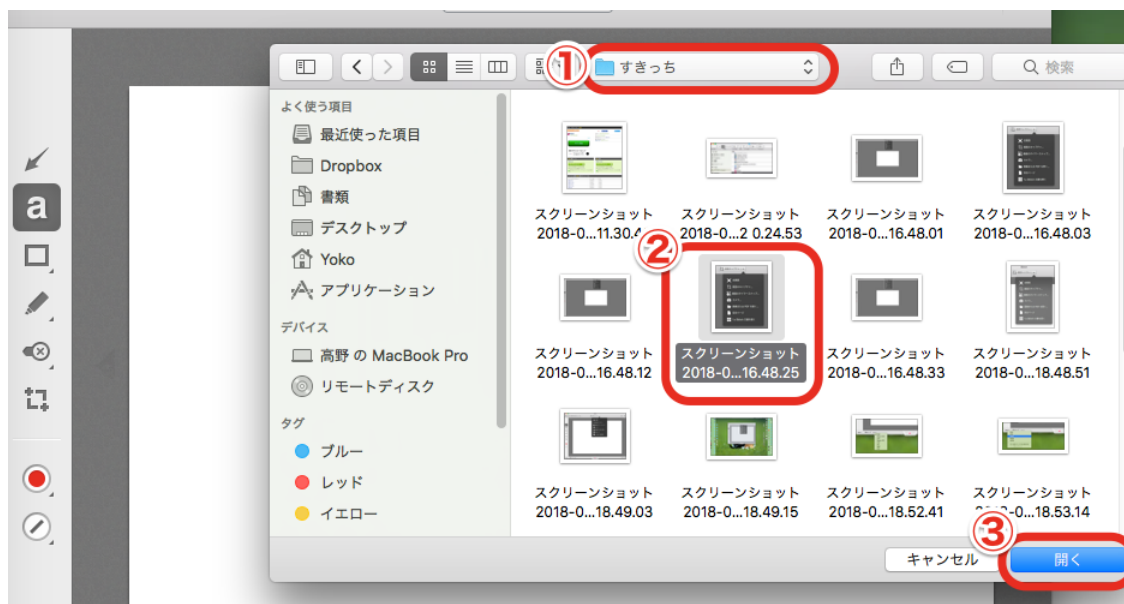 ①
すきっち
検索
よく使う項目
最近使った項目
Dropbox
書類
デスクトップ
Yoko
アプリケーション
デバイス
高野 の MacBook Pro
リモートディスク
タグ
ブルー
レッド
イエロー
a
スクリーンショット スクリーンショット スクリーンショット スクリーンショット
2018-0...11.30.4 2018-0...2 0.24.53 2018-0...16.48.01 2018-0...16.48.03
②
スクリーンショット スクリーンショット スクリーンショット スクリーンショット
2018-0...16.48.12 2018-0...16.48.25 2018-0...16.48.33 2018-0...18.48.51
スクリーンショット スクリーンショット スクリーンショット スクリーンショット
2018-0...18.49.03 2018-0...18.49.15 2018-0...18.52.41 2018-0...18.53.14
③
キャンセル 開く